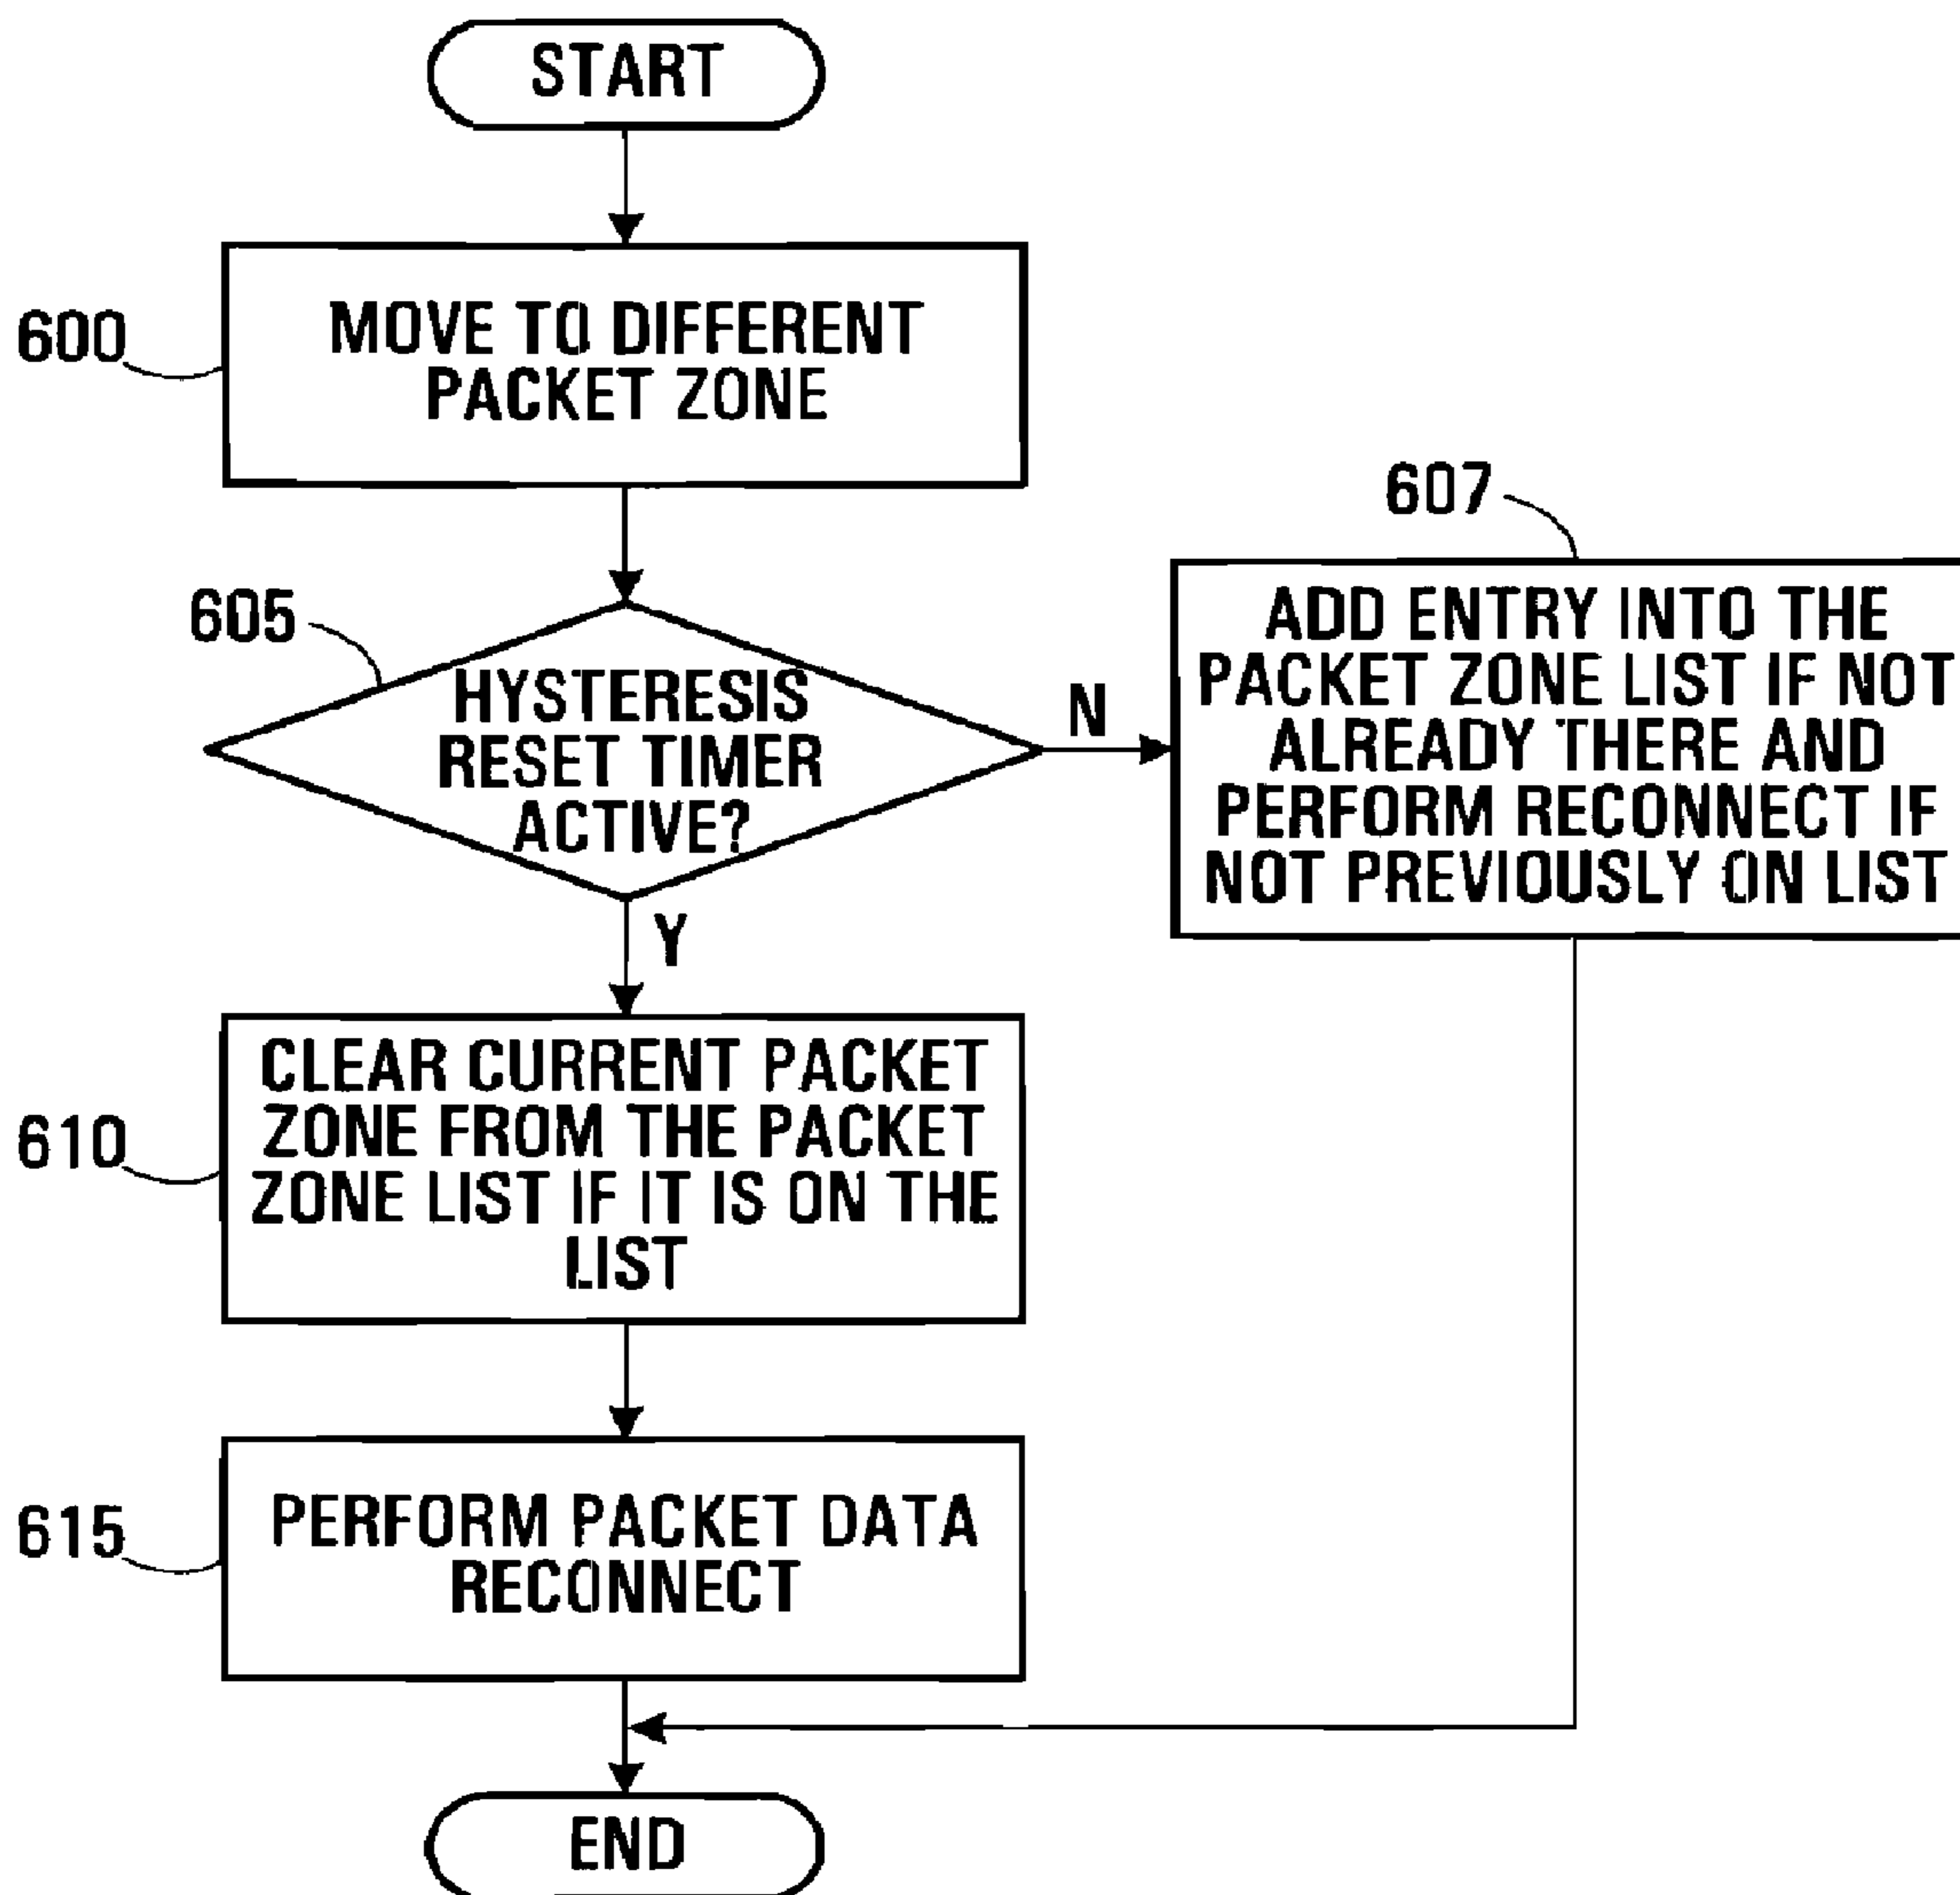 START
600
MOVE TO DIFFERENT
PACKET ZONE
605
HYSTERESIS
RESET TIMER
ACTIVE?
N
607
ADD ENTRY INTO THE
PACKET ZONE LIST IF NOT
ALREADY THERE AND
PERFORM RECONNECT IF
NOT PREVIOUSLY ON LIST
Y
610
CLEAR CURRENT PACKET
ZONE FROM THE PACKET
ZONE LIST IF IT IS ON THE
LIST
615
PERFORM PACKET DATA
RECONNECT
END